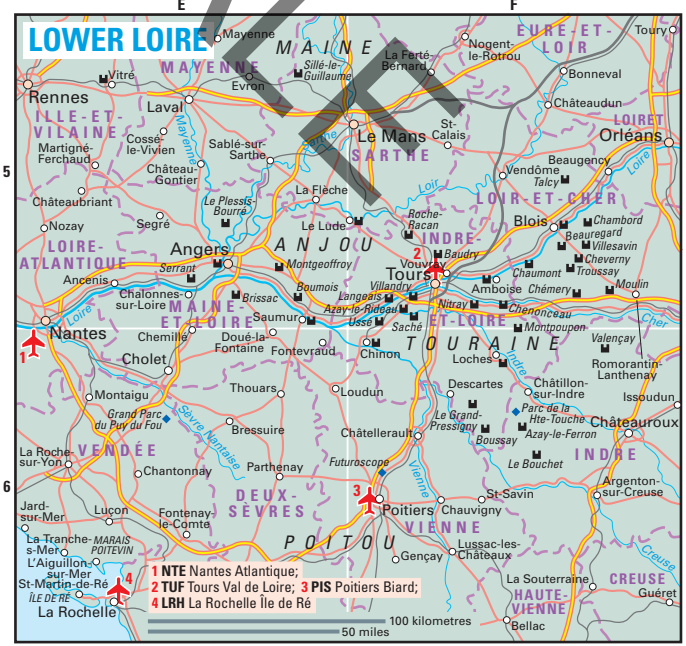 E
F
LOWER LOIRE
Mayenne
MAINE
EURE-ET-
LOIR
Toury
Nogent-
le-Rotrou
La Ferté-
Bernard
MAYENNE
Sillé-le-
Guillaume
Vitré
Evron
Bonneval
Rennes
Laval
Châteaudun
ILLE-ET-
VILAINE
Mayenne
Le Mans
Sarthe
SARTHE
St-
Calais
LOIRET
Orléans
Cossé-
le-Vivien
Martigné-
Ferchaud
Sablé-sur-
Sarthe
Beaugency
Loire
5
Château-
Gontier
Vendôme
Talcy
Loir
LOIR-ET-CHER
La Flèche
Châteaubriant
Le Plessis-
Bourré
Roche-
Racan
Blois
Chambord
Beauregard
Villesavin
Nozay
Segré
Le Lude
ANJOU
INDRE-
Cheverny
Troussay
LOIRE-
ATLANTIQUE
Angers
Baudry
Vouvray
2
Tours
Chaumont
Serrant
Montgeoffroy
Ancenis
Villandry
Amboise
Chémery
Moulin
Chalonnes-
sur-Loire
Brissac
Boumois
Langeais
Azay-le-Rideau
Nitray
Chenonceau
MAINE-
ET-LOIRE
Saumur
Ussé
Saché
ET-LOIRE
Montpoupon
Cher
Loire
Nantes
1
Chemillé
Doué-la-
Fontaine
Fontevraud
Chinon
TOURAINE
Valençay
Cholet
Loches
Indre
Romorantin-
Lanthenay
Montaigu
Thouars
Loudun
Descartes
Châtillon-
sur-Indre
Issoudun
Grand Parc
du Puy du Fou
Sèvre Nantaise
Bressuire
Le Grand-
Pressigny
Parc de la
Hte-Touche
Châteauroux
Châtellerault
Boussay
Azay-le-Ferron
La Roche-
sur-Yon
VENDÉE
INDRE
Le Bouchet
Chantonnay
Parthenay
Futuroscope
Vienne
6
DEUX-
SÈVRES
3
Poitiers
St-Savin
Chauvigny
Argenton-
sur-Creuse
Jard-
sur-Mer
Luçon
Fontenay-
le-Comte
VIENNE
La Tranche-
s-Mer
MARAIS
POITEVIN
POITOU
Gençay
Lussac-les-
Châteaux
Creuse
L'Aiguillon-
sur-Mer
St-Martin-de-Ré
ÎLE DE RÉ
4
La Rochelle
1 NTE Nantes Atlantique;
2 TUF Tours Val de Loire; 3 PIS Poitiers Biard;
4 LRH La Rochelle Île de Ré
La Souterraine
CREUSE
Guéret
HAUTE-
VIENNE
Bellac
100 kilometres
50 miles